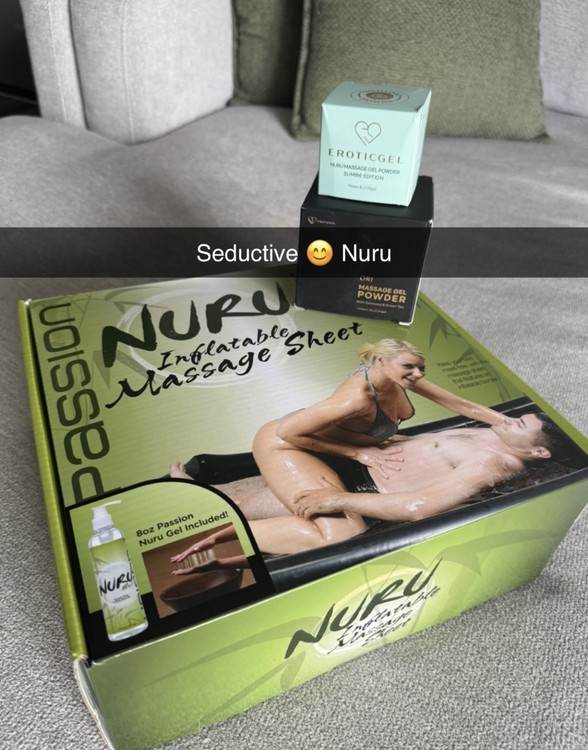 EROTICGEL
NURU MASSAGE GEL POWDER
Seductive 😊 Nuru
MASSAGE GEL
POWDER
passion
NURU
Inflatable
Massage Sheet
8oz Passion
Nuru Gel Included!
NURU
NURU
Inflatable
Massage
Sheet